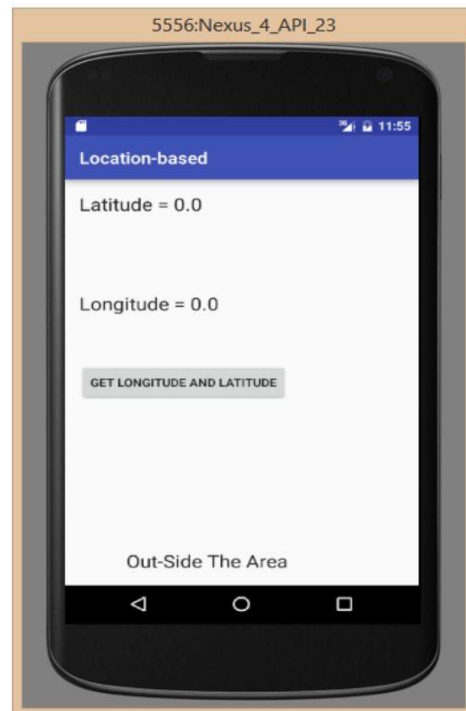 5556:Nexus_4_API_23
3G 11:55
Location-based
Latitude = 0.0
Longitude = 0.0
GET LONGITUDE AND LATITUDE
Out-Side The Area